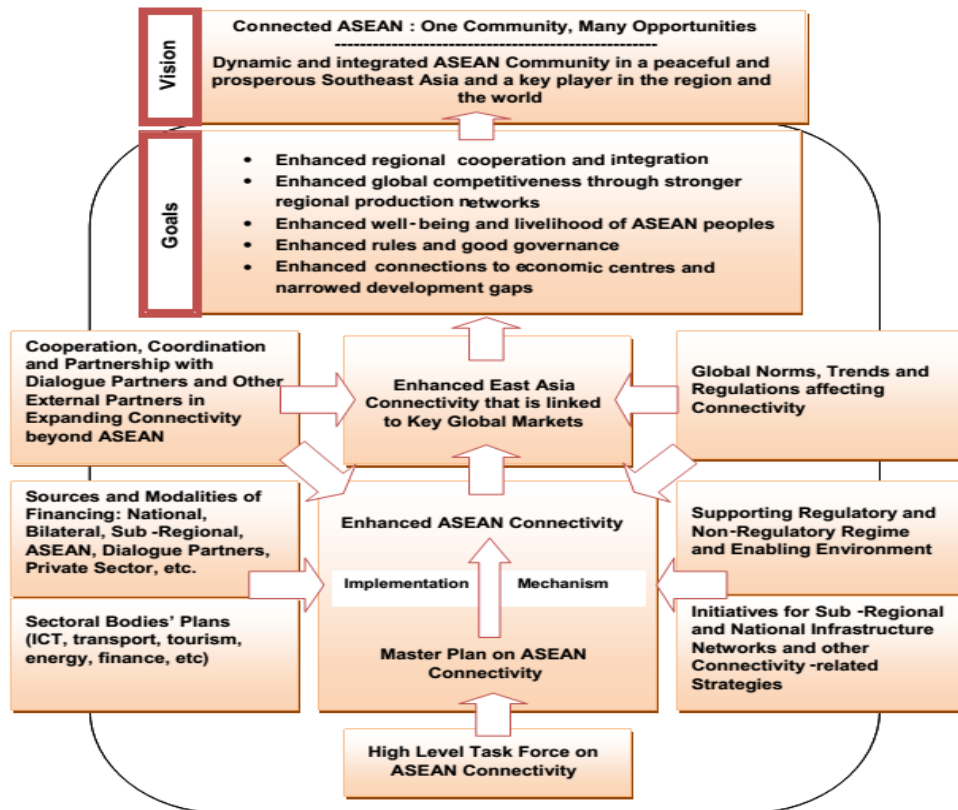 Vision
Connected ASEAN : One Community, Many Opportunities
--------------------------------------------------
Dynamic and integrated ASEAN Community in a peaceful and
prosperous Southeast Asia and a key player in the region and
the world
Goals
• Enhanced regional cooperation and integration
• Enhanced global competitiveness through stronger
regional production networks
• Enhanced well-being and livelihood of ASEAN peoples
• Enhanced rules and good governance
• Enhanced connections to economic centres and
narrowed development gaps
Cooperation, Coordination
and Partnership with
Dialogue Partners and Other
External Partners in
Expanding Connectivity
beyond ASEAN
Enhanced East Asia
Connectivity that is linked
to Key Global Markets
Global Norms, Trends and
Regulations affecting
Connectivity
Sources and Modalities of
Financing: National,
Bilateral, Sub -Regional,
ASEAN, Dialogue Partners,
Private Sector, etc.
Enhanced ASEAN Connectivity
Implementation Mechanism
Master Plan on ASEAN
Connectivity
Supporting Regulatory and
Non-Regulatory Regime
and Enabling Environment
Sectoral Bodies' Plans
(ICT, transport, tourism,
energy, finance, etc)
Initiatives for Sub -Regional
and National Infrastructure
Networks and other
Connectivity -related
Strategies
High Level Task Force on
ASEAN Connectivity